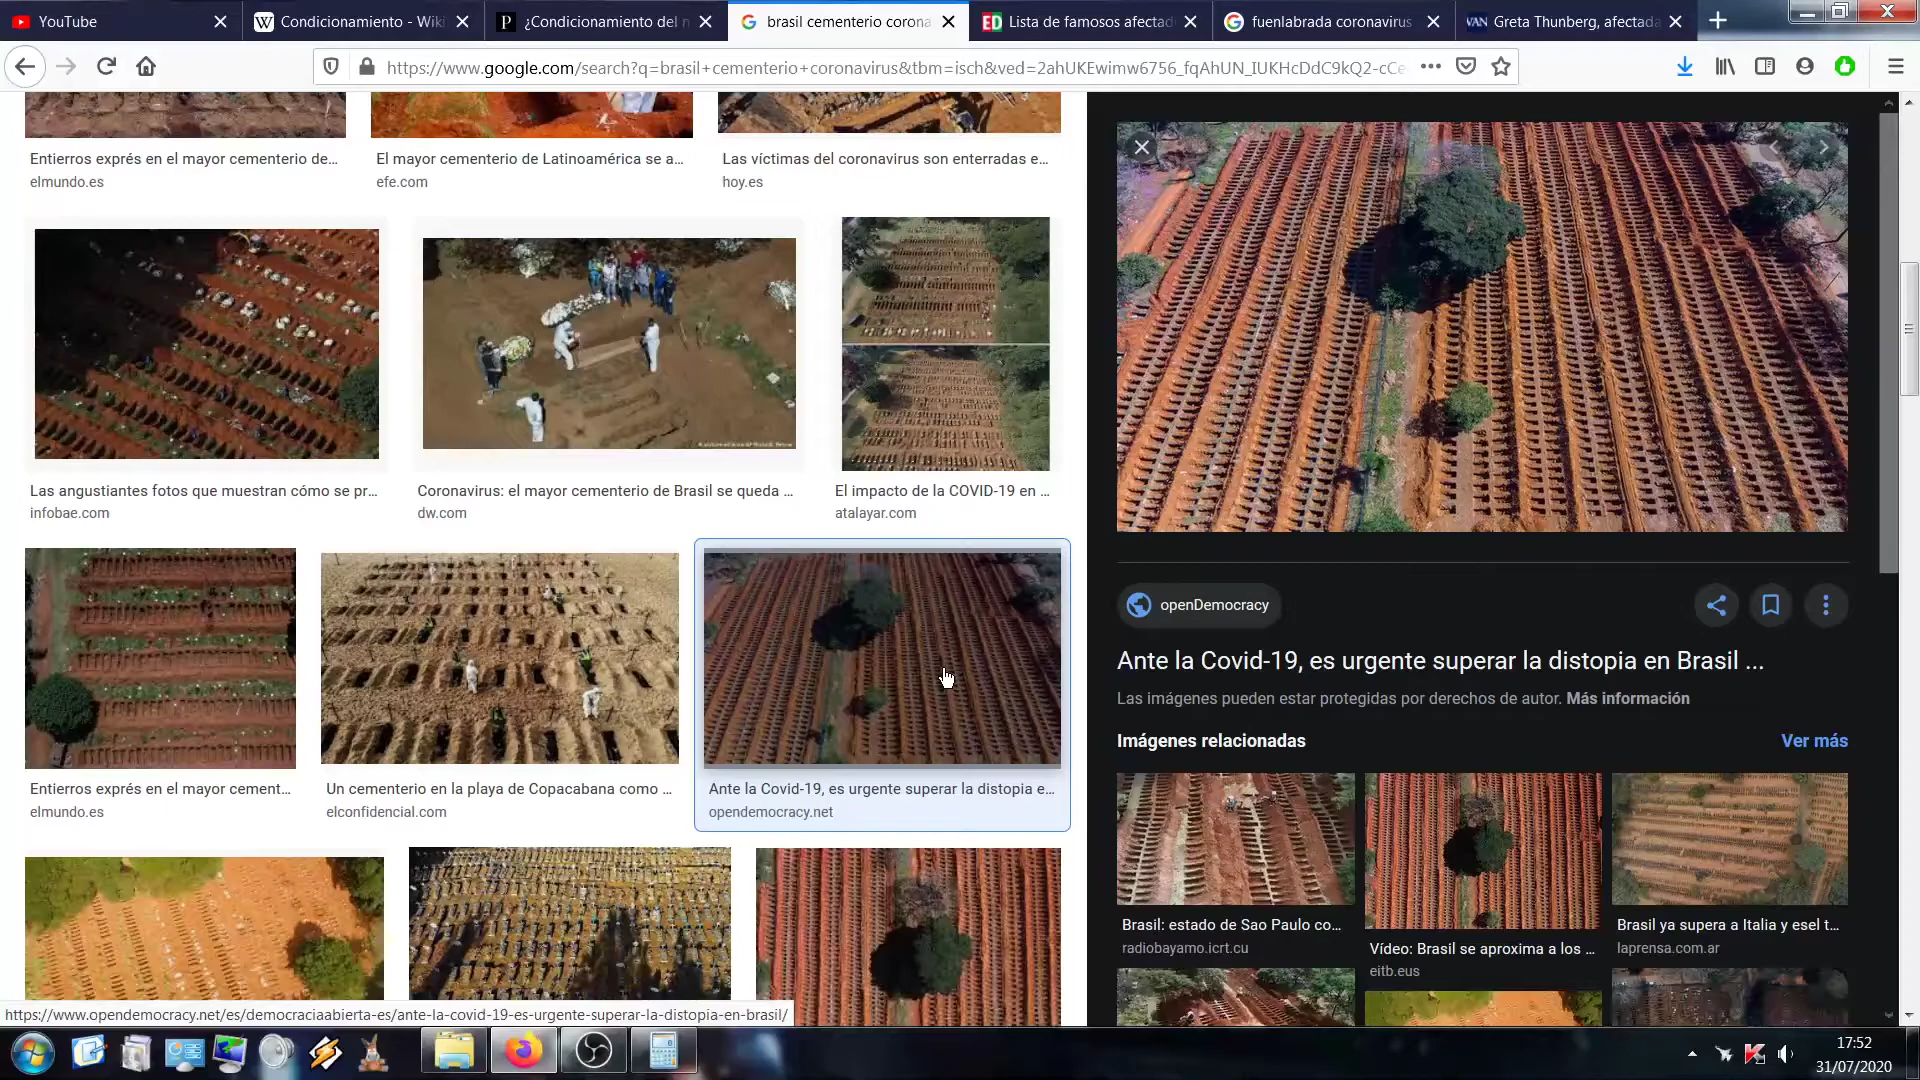 YouTube
Condicionamiento - Wiki
¿Condicionamiento del n
brasil cementerio corona
Lista de famosos afectad
fuenlabrada coronavirus
VAN Greta Thunberg, afectada
https://www.google.com/search?q=brasil+cementerio+coronavirus&tbm=isch&ved=2ahUKEwimw6756_fqAhUN_IUKHcDdC9kQ2-cCe
Entierros exprés en el mayor cementerio de...
elmundo.es
El mayor cementerio de Latinoamérica se a...
efe.com
Las víctimas del coronavirus son enterradas e...
hoy.es
Las angustiantes fotos que muestran cómo se pr...
infobae.com
Coronavirus: el mayor cementerio de Brasil se queda ...
dw.com
El impacto de la COVID-19 en ...
atalayar.com
Entierros exprés en el mayor cement...
elmundo.es
Un cementerio en la playa de Copacabana como ...
elconfidencial.com
Ante la Covid-19, es urgente superar la distopia e...
opendemocracy.net
https://www.opendemocracy.net/es/democraciaabierta-es/ante-la-covid-19-es-urgente-superar-la-distopia-en-brasil/
openDemocracy
Ante la Covid-19, es urgente superar la distopia en Brasil ...
Las imágenes pueden estar protegidas por derechos de autor. Más información
Imágenes relacionadas
Ver más
Brasil: estado de Sao Paulo co...
radiobayamo.icrt.cu
Vídeo: Brasil se aproxima a los ...
eitb.eus
Brasil ya supera a Italia y esel t...
laprensa.com.ar
17:52
31/07/2020